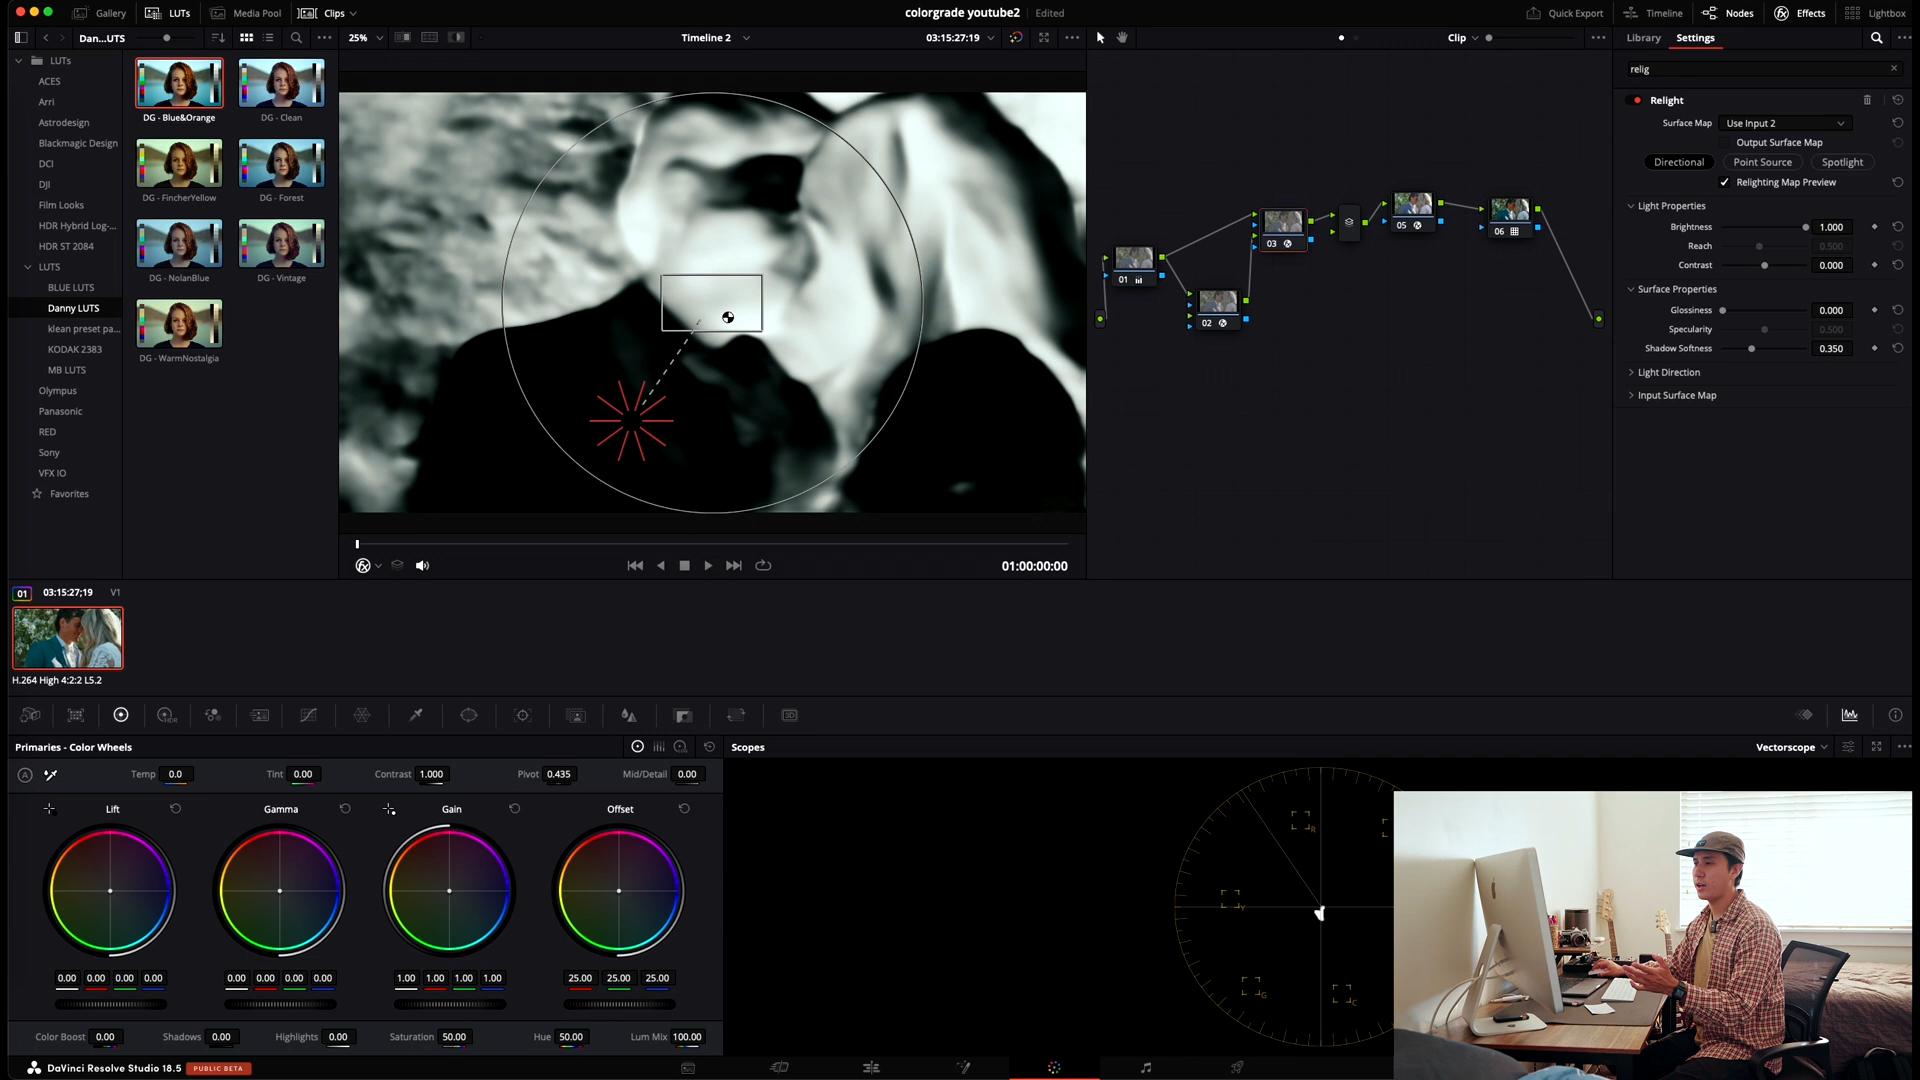 Gallery LUTs Media Pool Clips colorgrade youtube2 Edited Quick Export Timeline Nodes Effects Lightbox
Dan...UTS 25% Timeline 2 03:15:27:19 Clip Library Settings
LUTs
ACES
Arri
Astrodesign
Blackmagic Design
DCI
DJI
Film Looks
HDR Hybrid Log-...
HDR ST 2084
LUTS
BLUE LUTS
Danny LUTS
klean preset pa...
KODAK 2383
MB LUTS
Olympus
Panasonic
RED
Sony
VFX IO
Favorites
DG - Blue&Orange DG - Clean
DG - FincherYellow DG - Forest
DG - NolanBlue DG - Vintage
DG - WarmNostalgia
01:00:00:00
01
02
03
05
06
relig
Relight
Surface Map Use Input 2
Output Surface Map
Directional Point Source Spotlight
Relighting Map Preview
Light Properties
Brightness 1.000
Reach 0.500
Contrast 0.000
Surface Properties
Glossiness 0.000
Specularity 0.500
Shadow Softness 0.350
Light Direction
Input Surface Map
01 03:15:27;19 V1
H.264 High 4:2:2 L5.2
HDR
3D
Primaries - Color Wheels
A Temp 0.0 Tint 0.00 Contrast 1.000 Pivot 0.435 Mid/Detail 0.00
Lift Gamma Gain Offset
0.00 0.00 0.00 0.00 0.00 0.00 0.00 0.00 1.00 1.00 1.00 1.00 25.00 25.00 25.00
Color Boost 0.00 Shadows 0.00 Highlights 0.00 Saturation 50.00 Hue 50.00 Lum Mix 100.00
Scopes Vectorscope
R
Y
G
C
DaVinci Resolve Studio 18.5 PUBLIC BETA